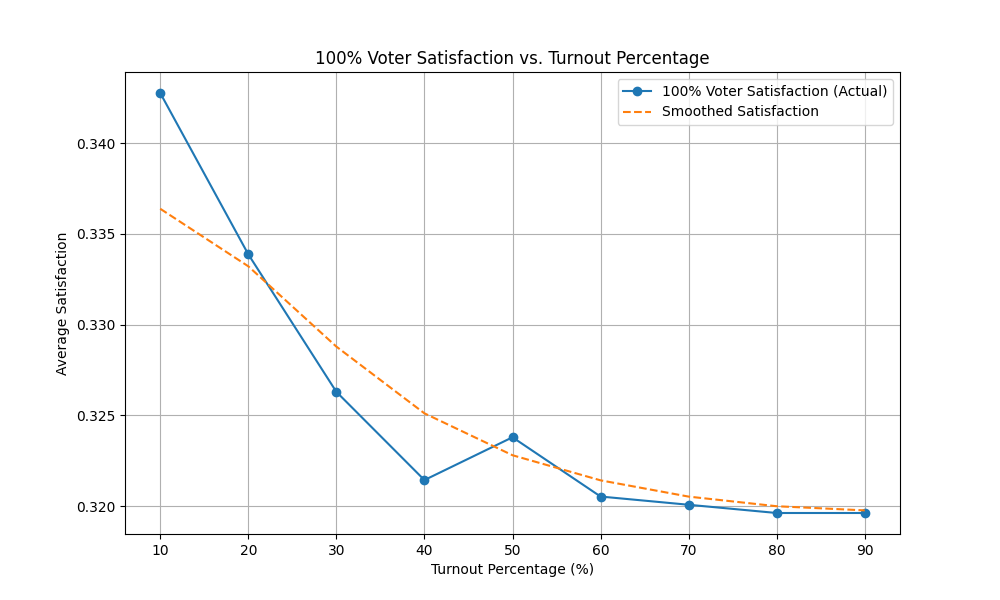 100% Voter Satisfaction vs. Turnout Percentage
100% Voter Satisfaction (Actual)
Smoothed Satisfaction
Average Satisfaction
0.340
0.335
0.330
0.325
0.320
10 20 30 40 50 60 70 80 90
Turnout Percentage (%)